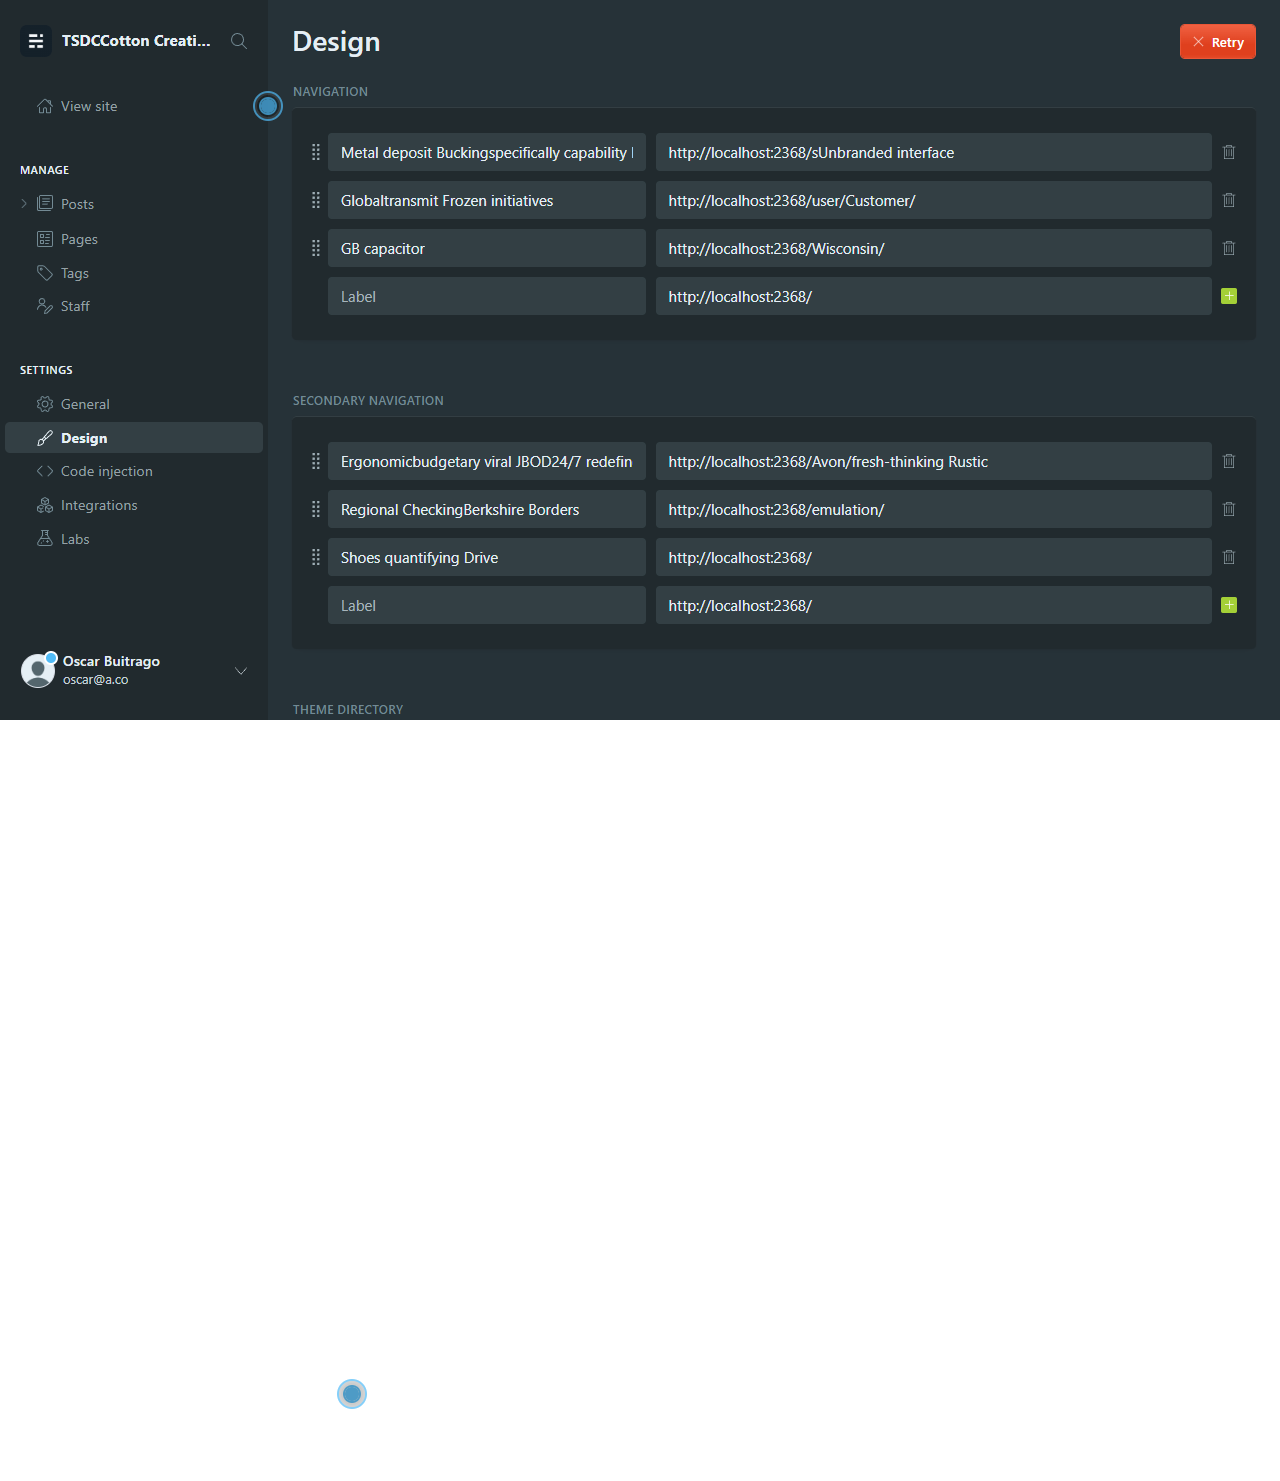 TSDCCotton Creati...
View site
MANAGE
Posts
Pages
Tags
Staff
SETTINGS
General
Design
Code injection
Integrations
Labs
Oscar Buitrago
oscar@a.co
Design
Retry
NAVIGATION
Metal deposit Buckingspecifically capability
http://localhost:2368/sUnbranded interface
Globaltransmit Frozen initiatives
http://localhost:2368/user/Customer/
GB capacitor
http://localhost:2368/Wisconsin/
Label
http://localhost:2368/
SECONDARY NAVIGATION
Ergonomicbudgetary viral JBOD24/7 redefin
http://localhost:2368/Avon/fresh-thinking Rustic
Regional CheckingBerkshire Borders
http://localhost:2368/emulation/
Shoes quantifying Drive
http://localhost:2368/
Label
http://localhost:2368/
THEME DIRECTORY